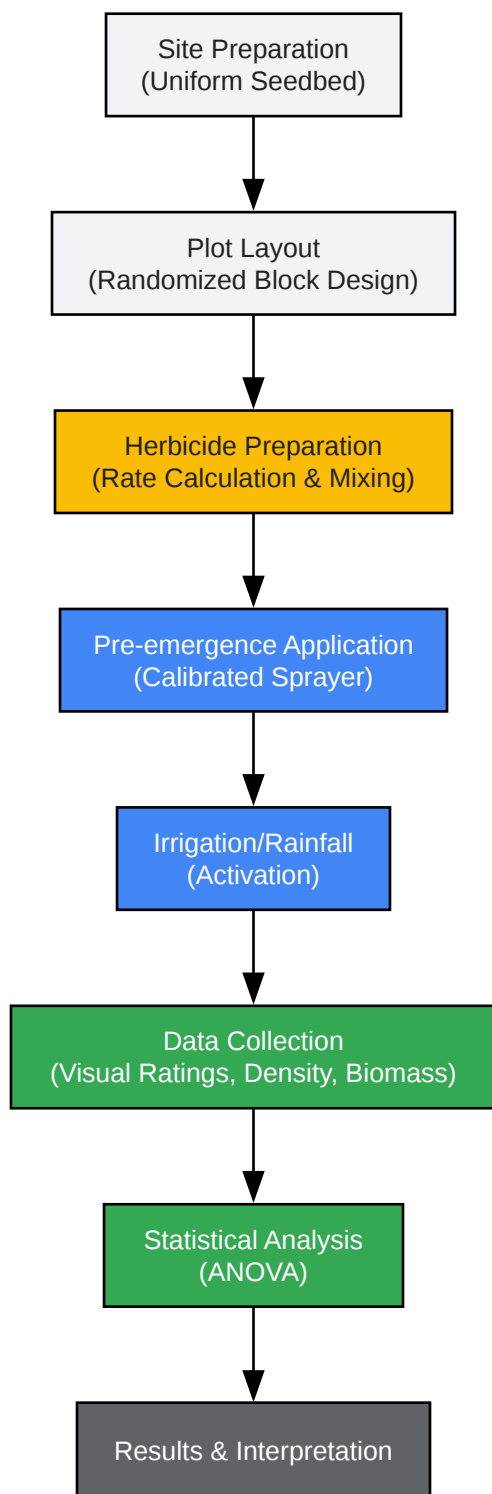 Site Preparation
(Uniform Seedbed)
Plot Layout
(Randomized Block Design)
Herbicide Preparation
(Rate Calculation & Mixing)
Pre-emergence Application
(Calibrated Sprayer)
Irrigation/Rainfall
(Activation)
Data Collection
(Visual Ratings, Density, Biomass)
Statistical Analysis
(ANOVA)
Results & Interpretation